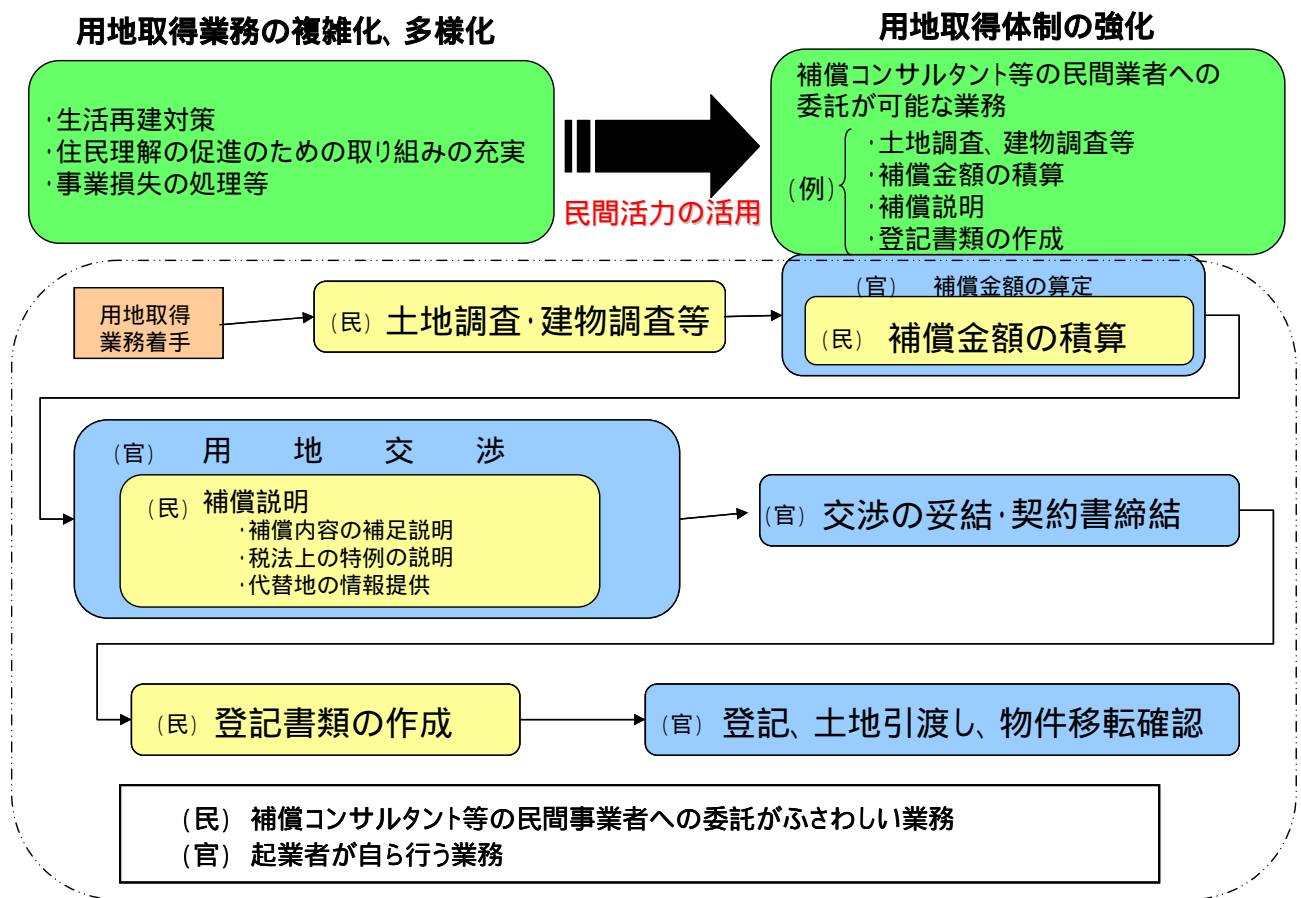 用地取得業務の複雑化、多様化
用地取得体制の強化
・生活再建対策
・住民理解の促進のための取り組みの充実
・事業損失の処理等
民間活力の活用
補償コンサルタント等の民間業者への
委託が可能な業務
(例)
・土地調査、建物調査等
・補償金額の積算
・補償説明
・登記書類の作成
用地取得
業務着手
(民) 土地調査・建物調査等
(官) 補償金額の算定
(民) 補償金額の積算
(官) 用地交渉
(民) 補償説明
・補償内容の補足説明
・税法上の特例の説明
・代替地の情報提供
(官) 交渉の妥結・契約書締結
(民) 登記書類の作成
(官) 登記、土地引渡し、物件移転確認
(民) 補償コンサルタント等の民間事業者への委託がふさわしい業務
(官) 起業者が自ら行う業務